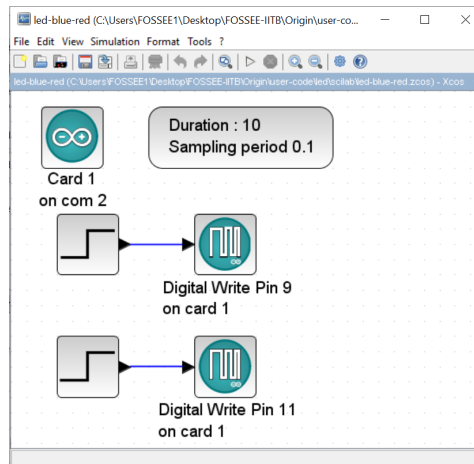 led-blue-red (C:\Users\FOSSEE1\Desktop\FOSSEE-IITB\Origin\user-co...
File Edit View Simulation Format Tools ?
led-blue-red (C:\Users\FOSSEE1\Desktop\FOSSEE-IITB\Origin\user-code\led\scilab\led-blue-red.zcos) - Xcos
Duration : 10
Sampling period 0.1
Card 1
on com 2
Digital Write Pin 9
on card 1
Digital Write Pin 11
on card 1